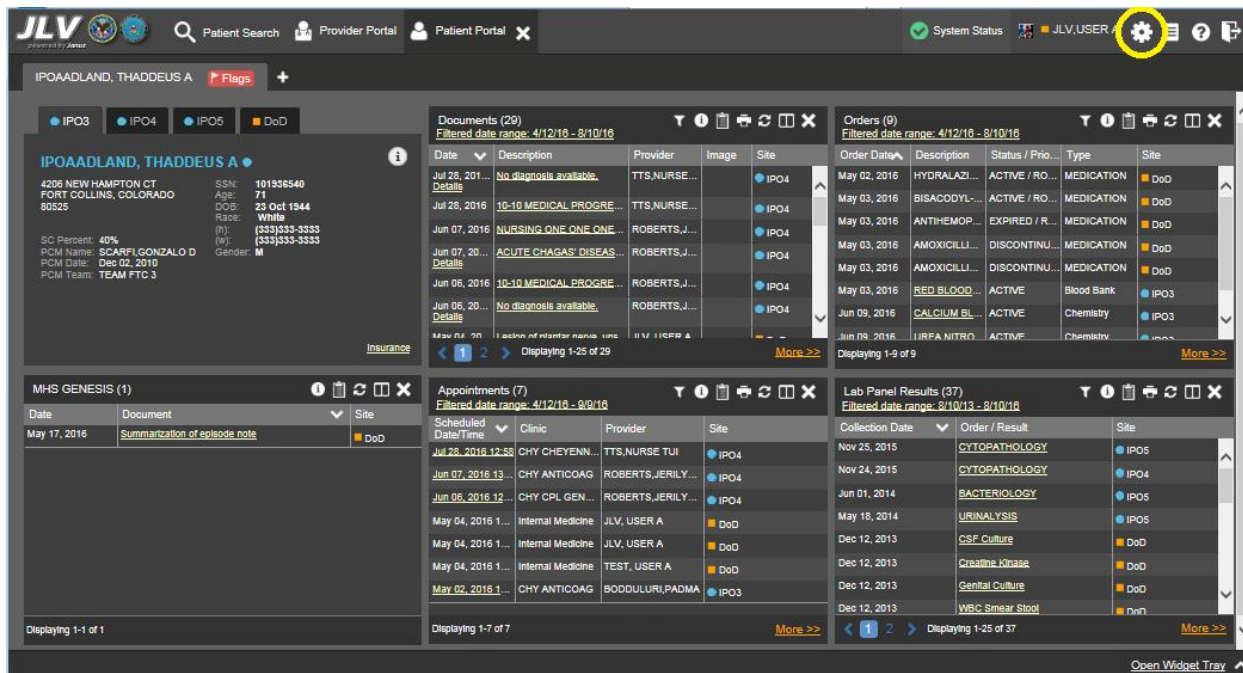 JLV
powered by Janus
Patient Search
Provider Portal
Patient Portal
System Status
JLV,USER A
IPOAADLAND, THADDEUS A
Flags
IPO3 IPO4 IPO5 DoD
IPOAADLAND, THADDEUS A
4206 NEW HAMPTON CT
FORT COLLINS, COLORADO
80525
SC Percent: 40%
PCM Name: SCARFI,GONZALO D
PCM Date: Dec 02, 2010
PCM Team: TEAM FTC 3
SSN: 101936540
Age: 71
DOB: 23 Oct 1944
Race: White
(h): (333)333-3333
(w): (333)333-3333
Gender: M
Insurance
Documents (29)
Filtered date range: 4/12/16 - 8/10/16
Date Description Provider Image Site
Jul 28, 201... No diagnosis available. TTS,NURSE... IPO4
Details
Jul 28, 2016 10-10 MEDICAL PROGRE... TTS,NURSE... IPO4
Jun 07, 2016 NURSING ONE ONE ONE... ROBERTS,J... IPO4
Jun 07, 20... ACUTE CHAGAS' DISEAS... ROBERTS,J... IPO4
Details
Jun 06, 2016 10-10 MEDICAL PROGRE... ROBERTS,J... IPO4
Jun 06, 20... No diagnosis available. ROBERTS,J... IPO4
Details
May 04, 20... Lesion of plantar nerve, uns... JLV, USER A
1 2 Displaying 1-25 of 29 More >>
Orders (9)
Filtered date range: 4/12/16 - 8/10/16
Order Date Description Status / Prio... Type Site
May 02, 2016 HYDRALAZI... ACTIVE / RO... MEDICATION DoD
May 03, 2016 BISACODYL-... ACTIVE / RO... MEDICATION DoD
May 03, 2016 ANTIHEMOP... EXPIRED / R... MEDICATION DoD
May 03, 2016 AMOXICILLI... DISCONTINU... MEDICATION DoD
May 03, 2016 AMOXICILLI... DISCONTINU... MEDICATION DoD
May 03, 2016 RED BLOOD... ACTIVE Blood Bank IPO3
Jun 09, 2016 CALCIUM BL... ACTIVE Chemistry IPO3
Jun 09, 2016 UREA NITRO... ACTIVE Chemistry IPO3
Displaying 1-9 of 9 More >>
MHS GENESIS (1)
Date Document Site
May 17, 2016 Summarization of episode note DoD
Displaying 1-1 of 1
Appointments (7)
Filtered date range: 4/12/16 - 9/9/16
Scheduled Date/Time Clinic Provider Site
Jul 28, 2016 12:58 CHY CHEYENN... TTS,NURSE TUI IPO4
Jun 07, 2016 13... CHY ANTICOAG ROBERTS,JERILY... IPO4
Jun 06, 2016 12... CHY CPL GEN... ROBERTS,JERILY... IPO4
May 04, 2016 1... Internal Medicine JLV, USER A DoD
May 04, 2016 1... Internal Medicine JLV, USER A DoD
May 04, 2016 1... Internal Medicine TEST, USER A DoD
May 02, 2016 1... CHY ANTICOAG BODDULURI,PADMA IPO3
Displaying 1-7 of 7 More >>
Lab Panel Results (37)
Filtered date range: 8/10/13 - 8/10/16
Collection Date Order / Result Site
Nov 25, 2015 CYTOPATHOLOGY IPO5
Nov 24, 2015 CYTOPATHOLOGY IPO4
Jun 01, 2014 BACTERIOLOGY IPO5
May 18, 2014 URINALYSIS IPO5
Dec 12, 2013 CSF Culture DoD
Dec 12, 2013 Creatine Kinase DoD
Dec 12, 2013 Genital Culture DoD
Dec 12, 2013 WBC Smear Stool DoD
1 2 Displaying 1-25 of 37 More >>
Open Widget Tray